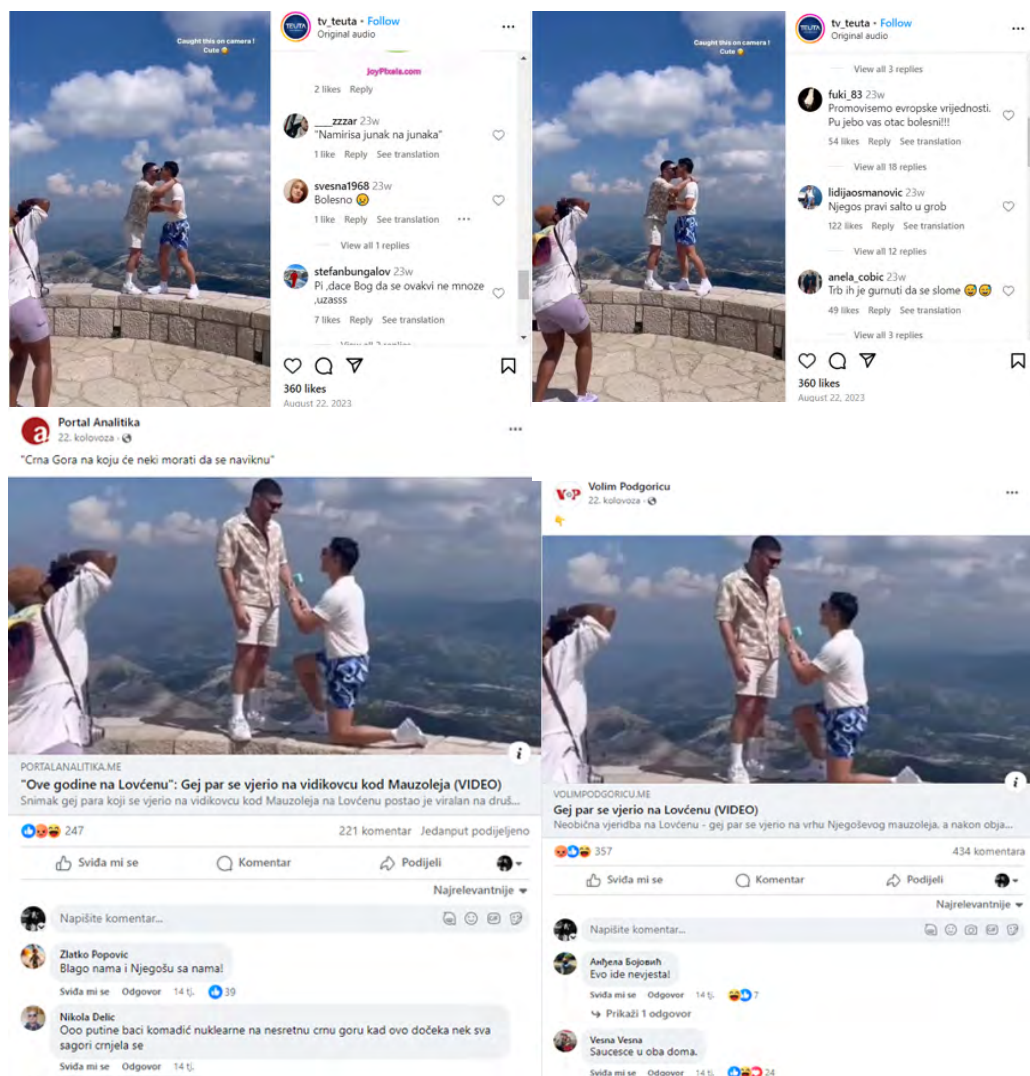 Caught this on camera !
Cute
TEUTA
tv_teuta • Follow
Original audio
JoyPixels.com
2 likes Reply
___zzzar 23w
"Namirisa junak na junaka"
1 like Reply See translation
svesna1968 23w
Bolesno
1 like Reply See translation
View all 1 replies
stefanbungalov 23w
Pi ,dace Bog da se ovakvi ne mnoze
,uzasss
7 likes Reply See translation
360 likes
August 22, 2023
Caught this on camera !
Cute
TEUTA
tv_teuta • Follow
Original audio
View all 3 replies
fuki_83 23w
Promovisemo evropske vrijednosti.
Pu jebo vas otac bolesni!!!
54 likes Reply See translation
View all 18 replies
lidijaosmanovic 23w
Njegos pravi salto u grob
122 likes Reply See translation
View all 12 replies
anela_cobic 23w
Trb ih je gurnuti da se slome
49 likes Reply See translation
View all 3 replies
360 likes
August 22, 2023
a
Portal Analitika
22. kolovoza
"Crna Gora na koju će neki morati da se naviknu"
PORTALANALITIKA.ME
"Ove godine na Lovćenu": Gej par se vjerio na vidikovcu kod Mauzoleja (VIDEO)
Snimak gej para koji se vjerio na vidikovcu kod Mauzoleja na Lovćenu postao je viralan na druš...
247
221 komentar Jedanput podijeljeno
Sviđa mi se Komentar Podijeli
Najrelevantnije
Napišite komentar...
Zlatko Popovic
Blago nama i Njegošu sa nama!
Sviđa mi se Odgovor 14 tj. 39
Nikola Delic
Ooo putine baci komadić nuklearne na nesretnu crnu goru kad ovo dočeka nek sva
sagori crnjela se
Sviđa mi se Odgovor 14 tj.
VOP
Volim Podgoricu
22. kolovoza
VOLIMPODGORICU.ME
Gej par se vjerio na Lovćenu (VIDEO)
Neobična vjeridba na Lovćenu - gej par se vjerio na vrhu Njegoševog mauzoleja, a nakon obja...
357
434 komentara
Sviđa mi se Komentar Podijeli
Najrelevantnije
Napišite komentar...
Анђела Бојовић
Evo ide nevjesta!
Sviđa mi se Odgovor 14 tj. 7
Prikaži 1 odgovor
Vesna Vesna
Saucesce u oba doma.
Sviđa mi se Odgovor 14 tj. 24